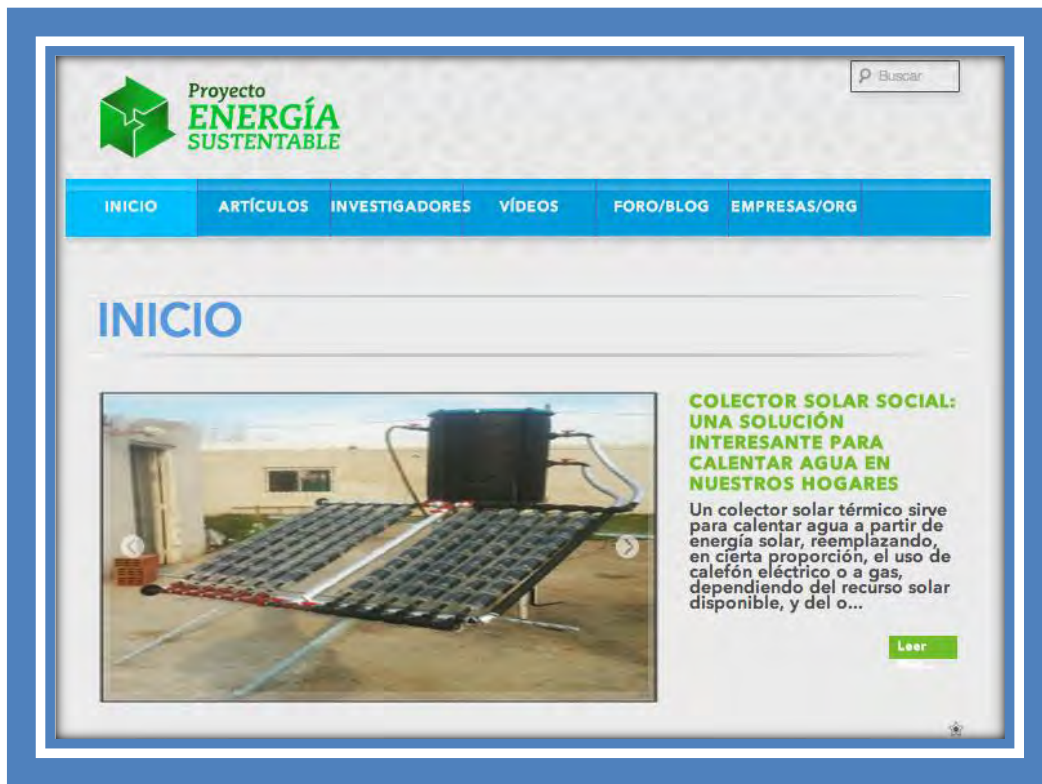 Buscar
Proyecto
ENERGÍA
SUSTENTABLE
INICIO ARTÍCULOS INVESTIGADORES VÍDEOS FORO/BLOG EMPRESAS/ORG
INICIO
COLECTOR SOLAR SOCIAL:
UNA SOLUCIÓN
INTERESANTE PARA
CALENTAR AGUA EN
NUESTROS HOGARES
Un colector solar térmico sirve
para calentar agua a partir de
energía solar, reemplazando,
en cierta proporción, el uso de
calefón eléctrico o a gas,
dependiendo del recurso solar
disponible, y del o...
Leer